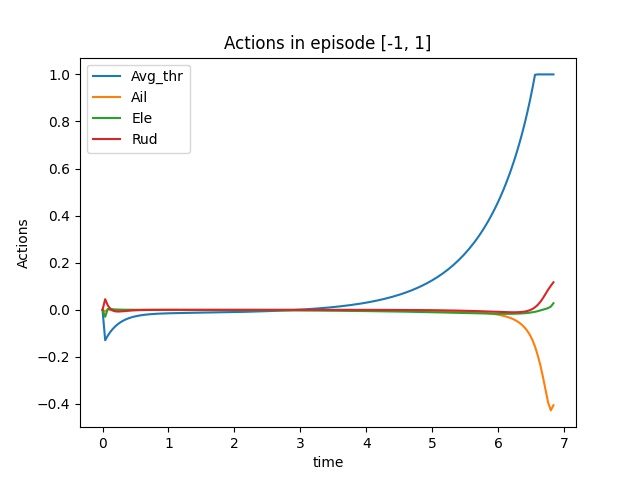 Actions in episode [-1, 1]
Avg_thr
Ail
Ele
Rud
Actions
1.0
0.8
0.6
0.4
0.2
0.0
−0.2
−0.4
0 1 2 3 4 5 6 7
time